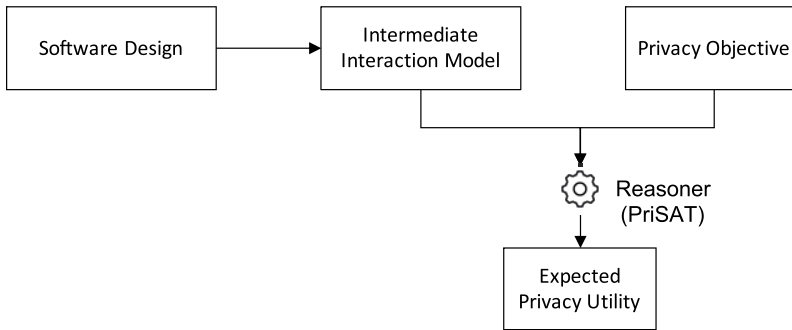 Software Design
Intermediate
Interaction Model
Privacy Objective
Reasoner
(PriSAT)
Expected
Privacy Utility